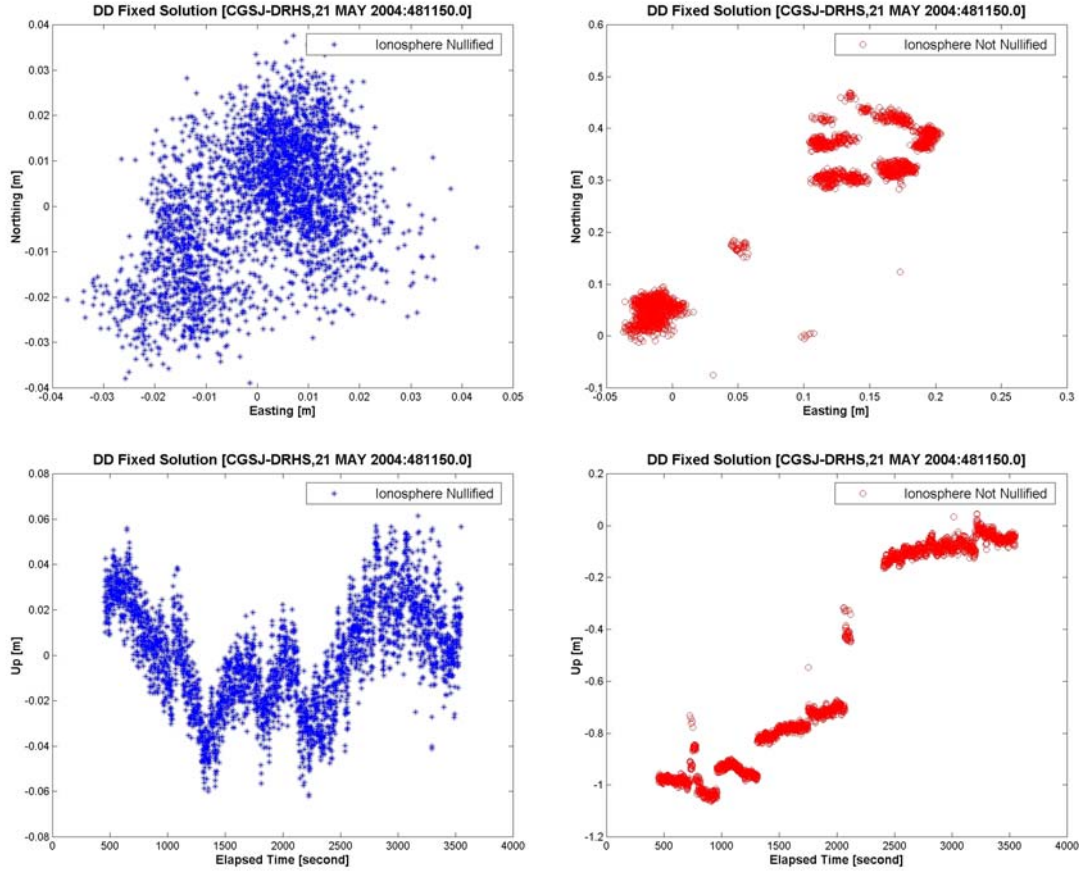 DD Fixed Solution [CGSJ-DRHS,21 MAY 2004:481150.0]
Ionosphere Nullified
Northing [m]
0.04
0.03
0.02
0.01
0
-0.01
-0.02
-0.03
-0.04
-0.04 -0.03 -0.02 -0.01 0 0.01 0.02 0.03 0.04 0.05
Easting [m]
DD Fixed Solution [CGSJ-DRHS,21 MAY 2004:481150.0]
Ionosphere Not Nullified
Northing [m]
0.6
0.5
0.4
0.3
0.2
0.1
0
-0.1
-0.05 0 0.05 0.1 0.15 0.2 0.25 0.3
Easting [m]
DD Fixed Solution [CGSJ-DRHS,21 MAY 2004:481150.0]
Ionosphere Nullified
Up [m]
0.08
0.06
0.04
0.02
0
-0.02
-0.04
-0.06
-0.08
0 500 1000 1500 2000 2500 3000 3500 4000
Elapsed Time [second]
DD Fixed Solution [CGSJ-DRHS,21 MAY 2004:481150.0]
Ionosphere Not Nullified
Up [m]
0.2
0
-0.2
-0.4
-0.6
-0.8
-1
-1.2
0 500 1000 1500 2000 2500 3000 3500 4000
Elapsed Time [second]